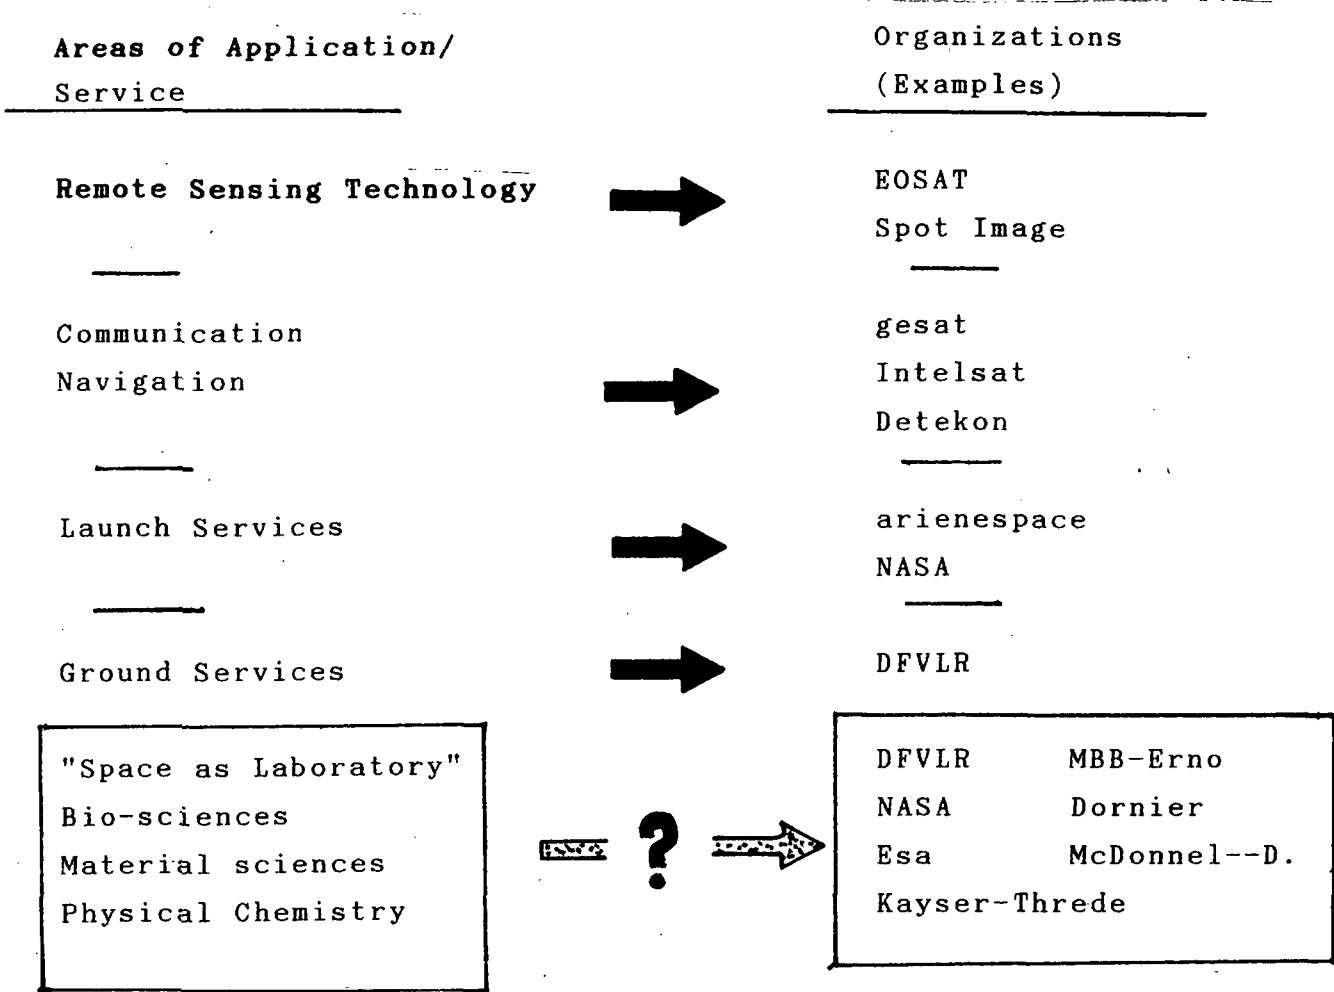 Areas of Application/
Service
Organizations
(Examples)
Remote Sensing Technology
EOSAT
Spot Image
Communication
Navigation
gesat
Intelsat
Detekon
Launch Services
arienespace
NASA
Ground Services
DFVLR
"Space as Laboratory"
Bio-sciences
Material sciences
Physical Chemistry
?
DFVLR MBB-Erno
NASA Dornier
Esa McDonnel--D.
Kayser-Threde